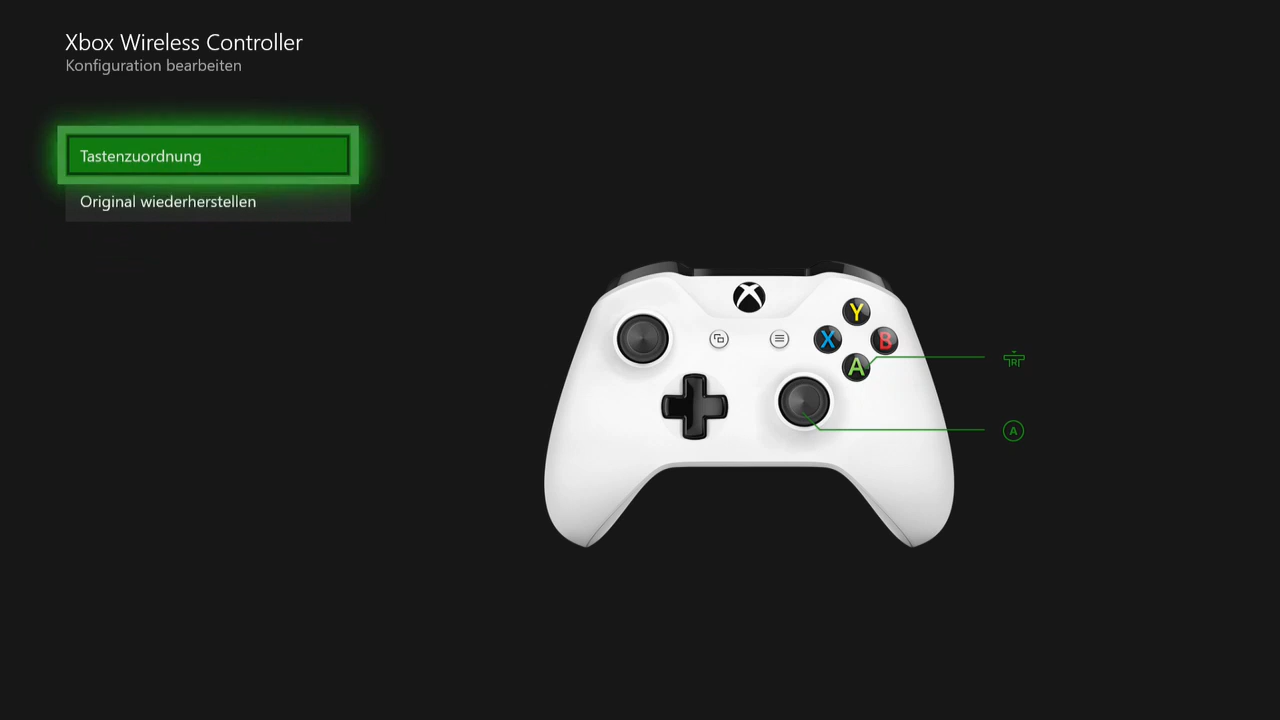 Xbox Wireless Controller
Konfiguration bearbeiten
Tastenzuordnung
Original wiederherstellen
Y
X B
A
R
A